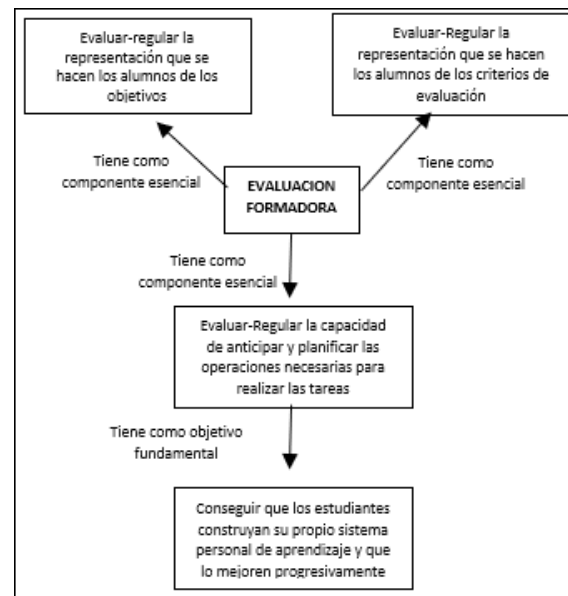 Evaluar-regular la
representación que se
hacen los alumnos de los
objetivos
Evaluar-Regular la
representación que se hacen
los alumnos de los criterios de
evaluación
Tiene como
componente esencial
Tiene como
componente esencial
EVALUACION
FORMADORA
Tiene como
componente esencial
Evaluar-Regular la capacidad
de anticipar y planificar las
operaciones necesarias para
realizar las tareas
Tiene como objetivo
fundamental
Conseguir que los estudiantes
construyan su propio sistema
personal de aprendizaje y que
lo mejoren progresivamente